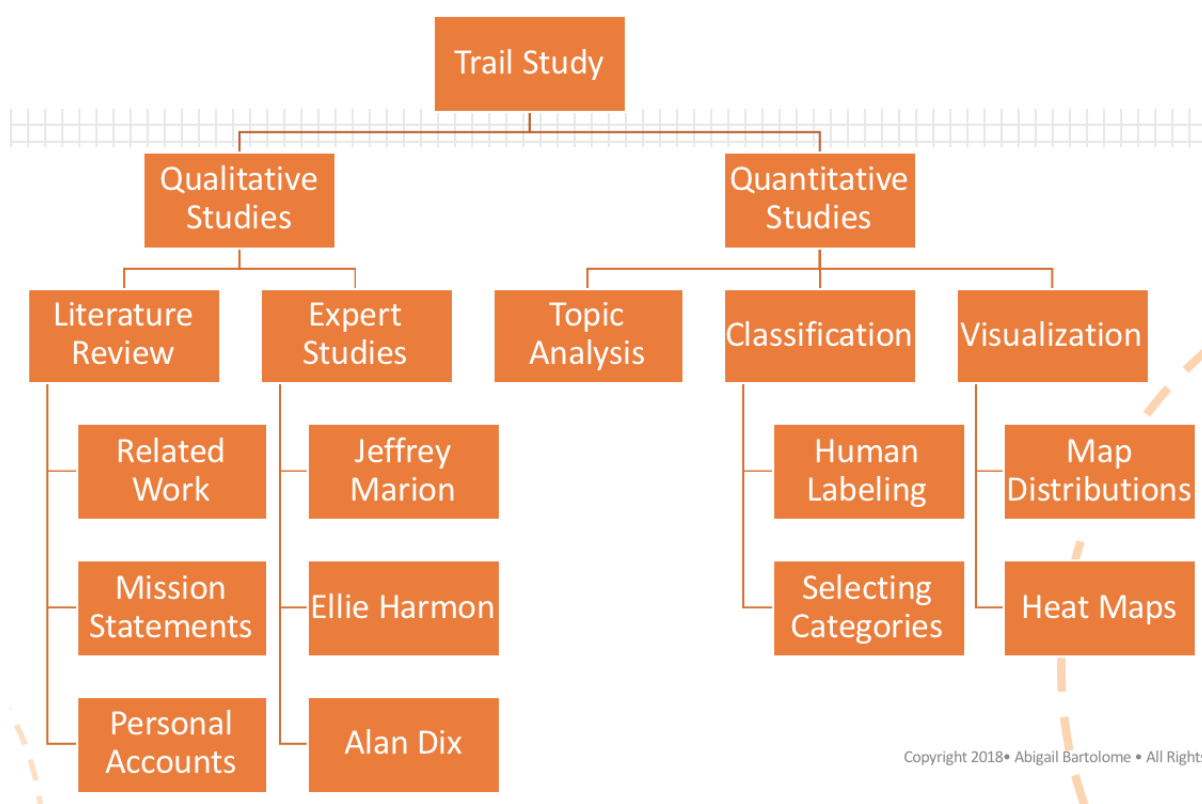 Trail Study
Qualitative
Studies
Quantitative
Studies
Literature
Review
Expert
Studies
Topic
Analysis
Classification
Visualization
Related
Work
Jeffrey
Marion
Human
Labeling
Map
Distributions
Mission
Statements
Ellie Harmon
Selecting
Categories
Heat Maps
Personal
Accounts
Alan Dix
Copyright 2018• Abigail Bartolome • All Rights